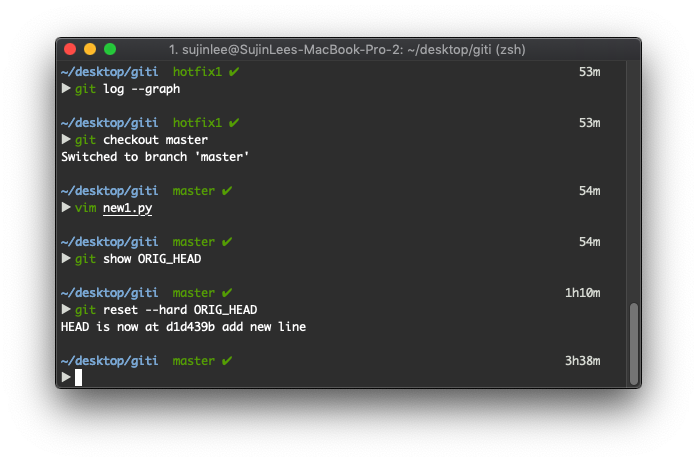 1. sujinlee@SujinLees-MacBook-Pro-2: ~/desktop/giti (zsh)
~/desktop/giti hotfix1 ✔ 53m
▶ git log --graph
~/desktop/giti hotfix1 ✔ 53m
▶ git checkout master
Switched to branch 'master'
~/desktop/giti master ✔ 54m
▶ vim new1.py
~/desktop/giti master ✔ 54m
▶ git show ORIG_HEAD
~/desktop/giti master ✔ 1h10m
▶ git reset --hard ORIG_HEAD
HEAD is now at d1d439b add new line
~/desktop/giti master ✔ 3h38m
▶